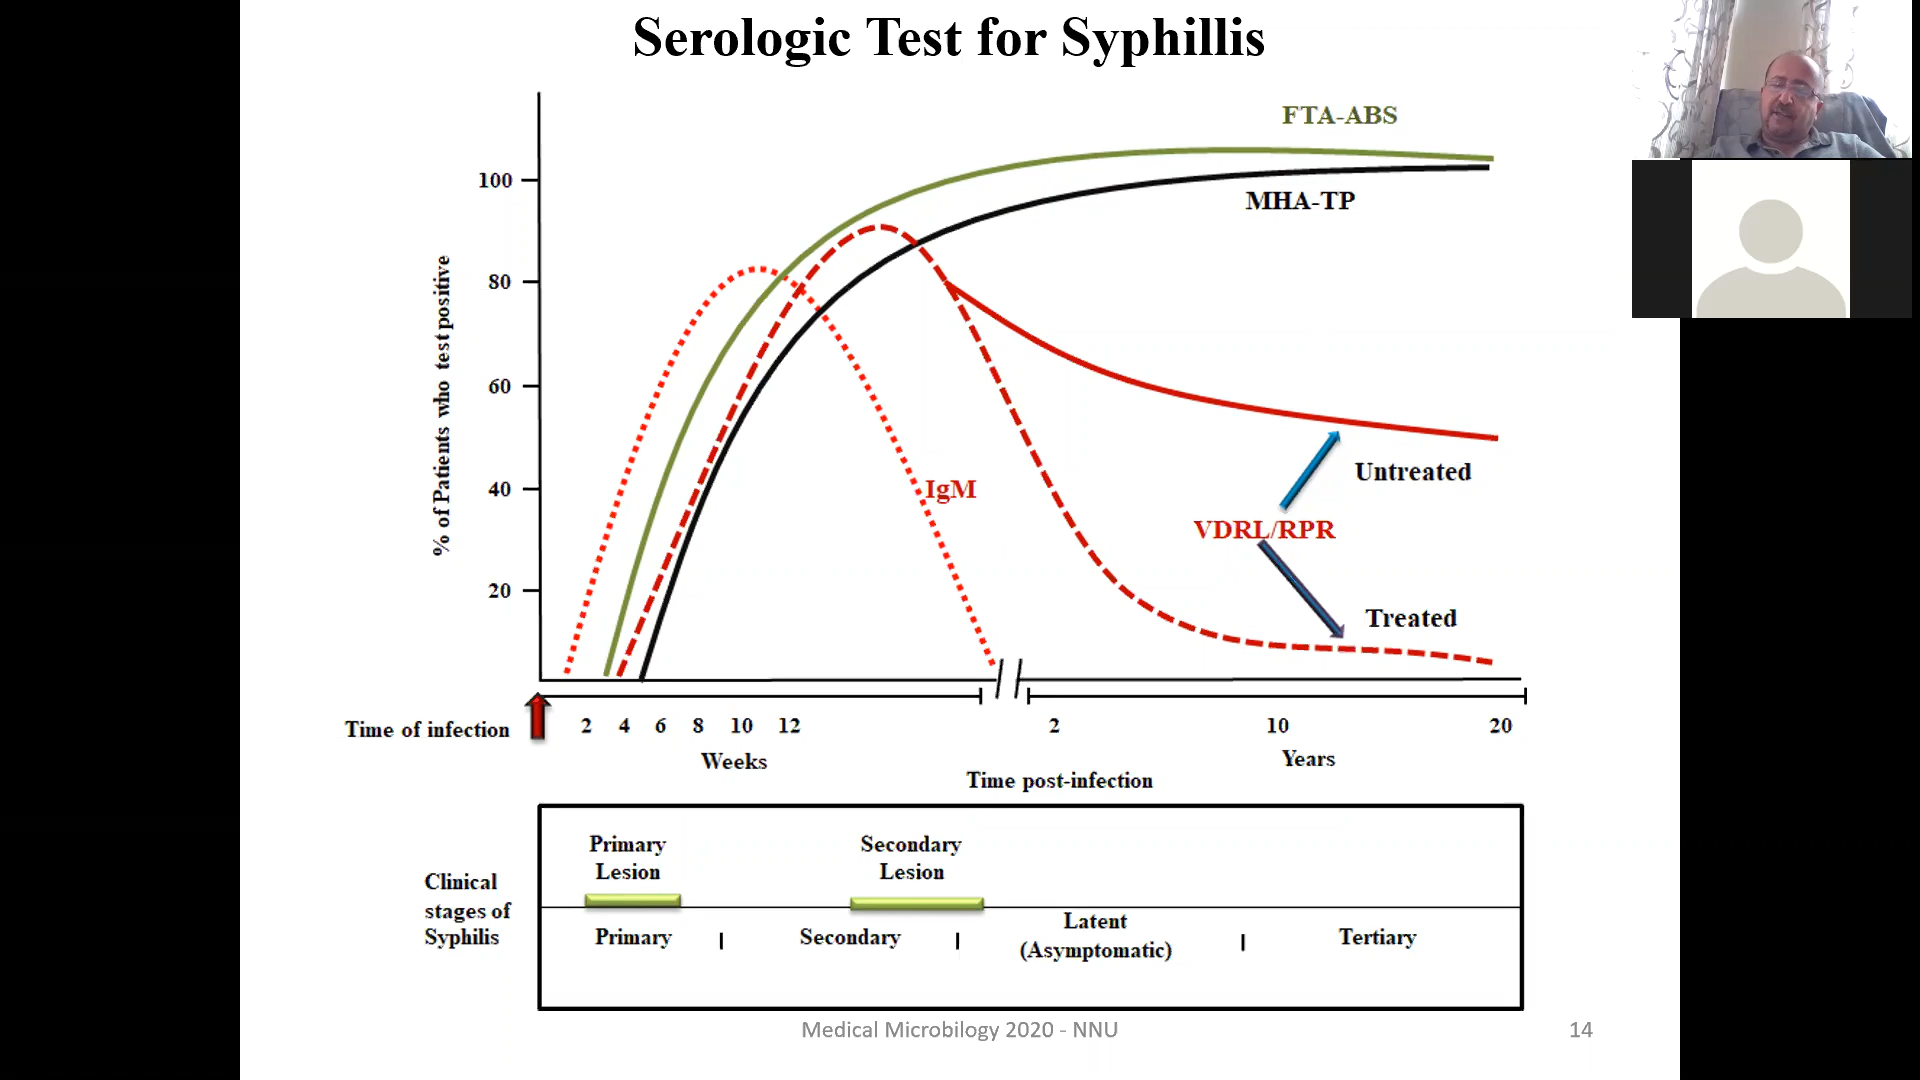 Serologic Test for Syphillis
FTA-ABS
MHA-TP
% of Patients who test positive
100
80
60
40
20
IgM
Untreated
VDRL/RPR
Treated
Time of infection
2 4 6 8 10 12
2 10 20
Weeks
Years
Time post-infection
Primary
Lesion
Secondary
Lesion
Clinical
stages of
Syphilis
Primary
Secondary
Latent
(Asymptomatic)
Tertiary
Medical Microbilogy 2020 - NNU
14